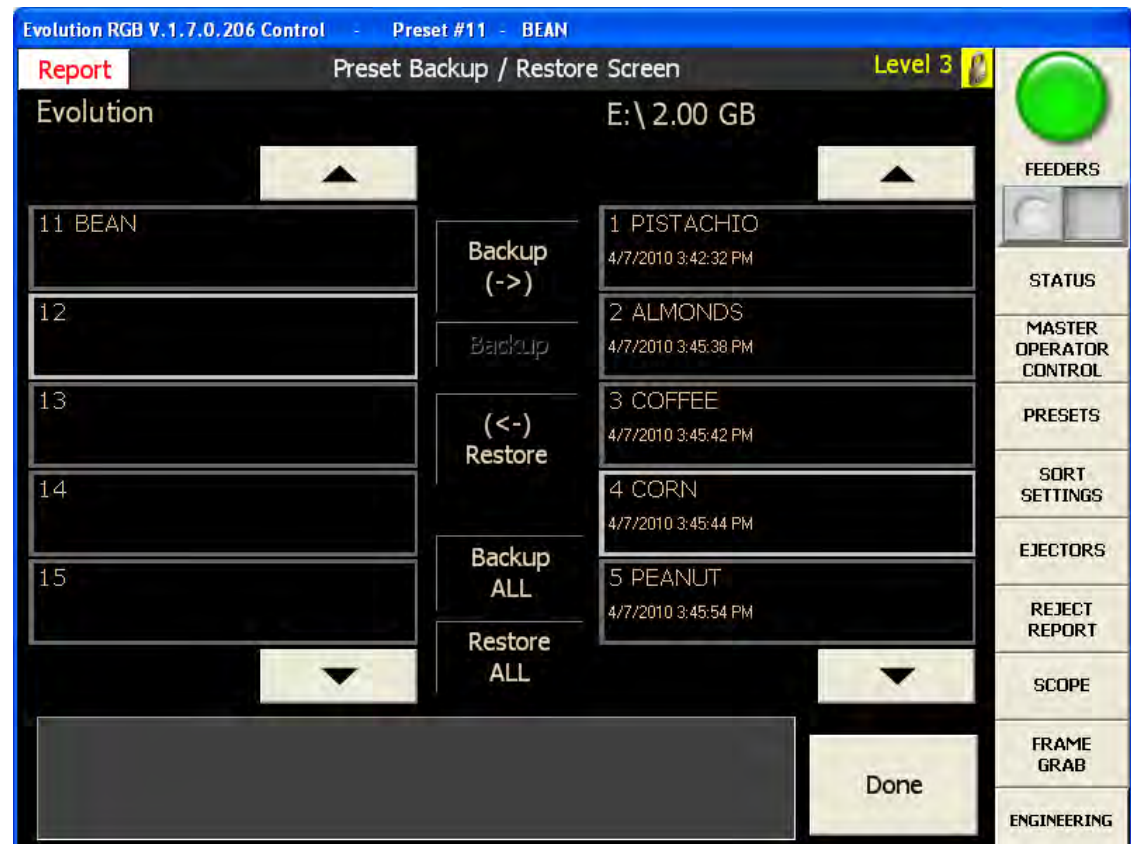 Evolution RGB V.1.7.0.206 Control - Preset #11 - BEAN
Report
Preset Backup / Restore Screen
Level 3
Evolution
E:\ 2.00 GB
11 BEAN
12
13
14
15
Backup
(->)
Backup
(<-)
Restore
Backup
ALL
Restore
ALL
1 PISTACHIO
4/7/2010 3:42:32 PM
2 ALMONDS
4/7/2010 3:45:38 PM
3 COFFEE
4/7/2010 3:45:42 PM
4 CORN
4/7/2010 3:45:44 PM
5 PEANUT
4/7/2010 3:45:54 PM
Done
FEEDERS
STATUS
MASTER
OPERATOR
CONTROL
PRESETS
SORT
SETTINGS
EJECTORS
REJECT
REPORT
SCOPE
FRAME
GRAB
ENGINEERING